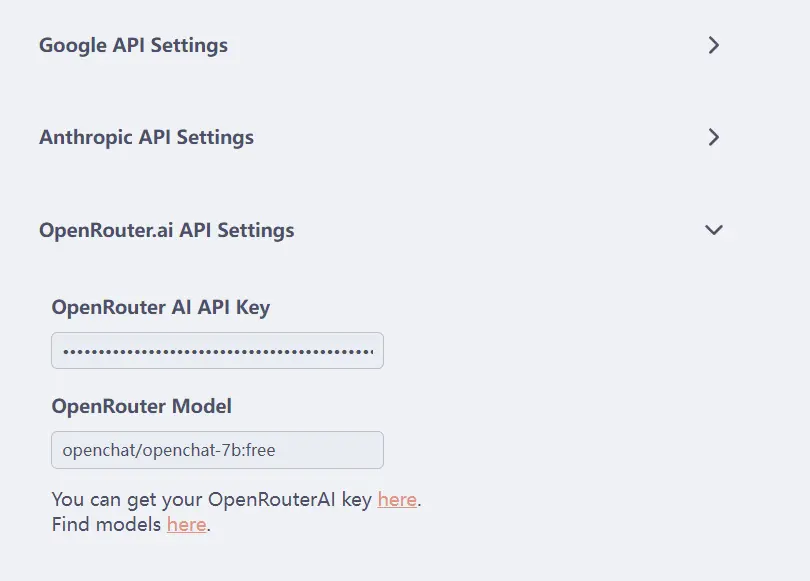 Google API Settings
Anthropic API Settings
OpenRouter.ai API Settings
OpenRouter AI API Key
OpenRouter Model
openchat/openchat-7b:free
You can get your OpenRouterAI key here.
Find models here.